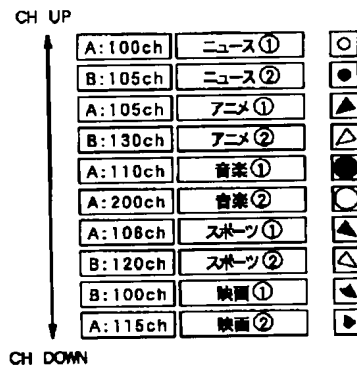 CH UP
A:100ch ニュース①
B:105ch ニュース②
A:105ch アニメ①
B:130ch アニメ②
A:110ch 音楽①
A:200ch 音楽②
A:108ch スポーツ①
B:120ch スポーツ②
B:100ch 映画①
A:115ch 映画②
CH DOWN